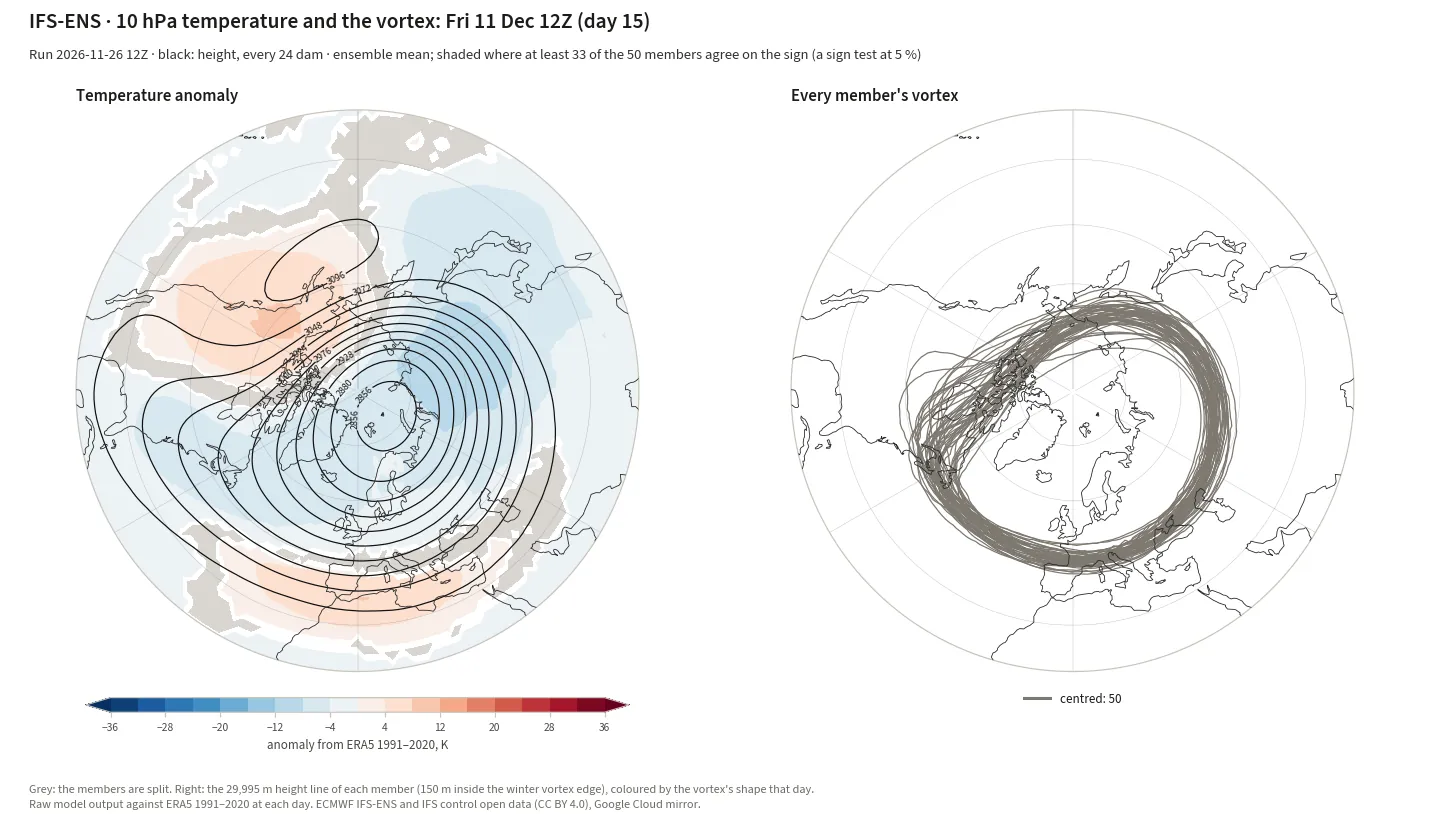 IFS-ENS · 10 hPa temperature and the vortex: Fri 11 Dec 12Z (day 15)
Run 2026-11-26 12Z · black: height, every 24 dam · ensemble mean; shaded where at least 33 of the 50 members agree on the sign (a sign test at 5 %)
Temperature anomaly
Every member's vortex
3096
3072
3048
2976
2928
2880
2856
2856
centred: 50
−36 −28 −20 −12 −4 4 12 20 28 36
anomaly from ERA5 1991–2020, K
Grey: the members are split. Right: the 29,995 m height line of each member (150 m inside the winter vortex edge), coloured by the vortex's shape that day.
Raw model output against ERA5 1991–2020 at each day. ECMWF IFS-ENS and IFS control open data (CC BY 4.0), Google Cloud mirror.